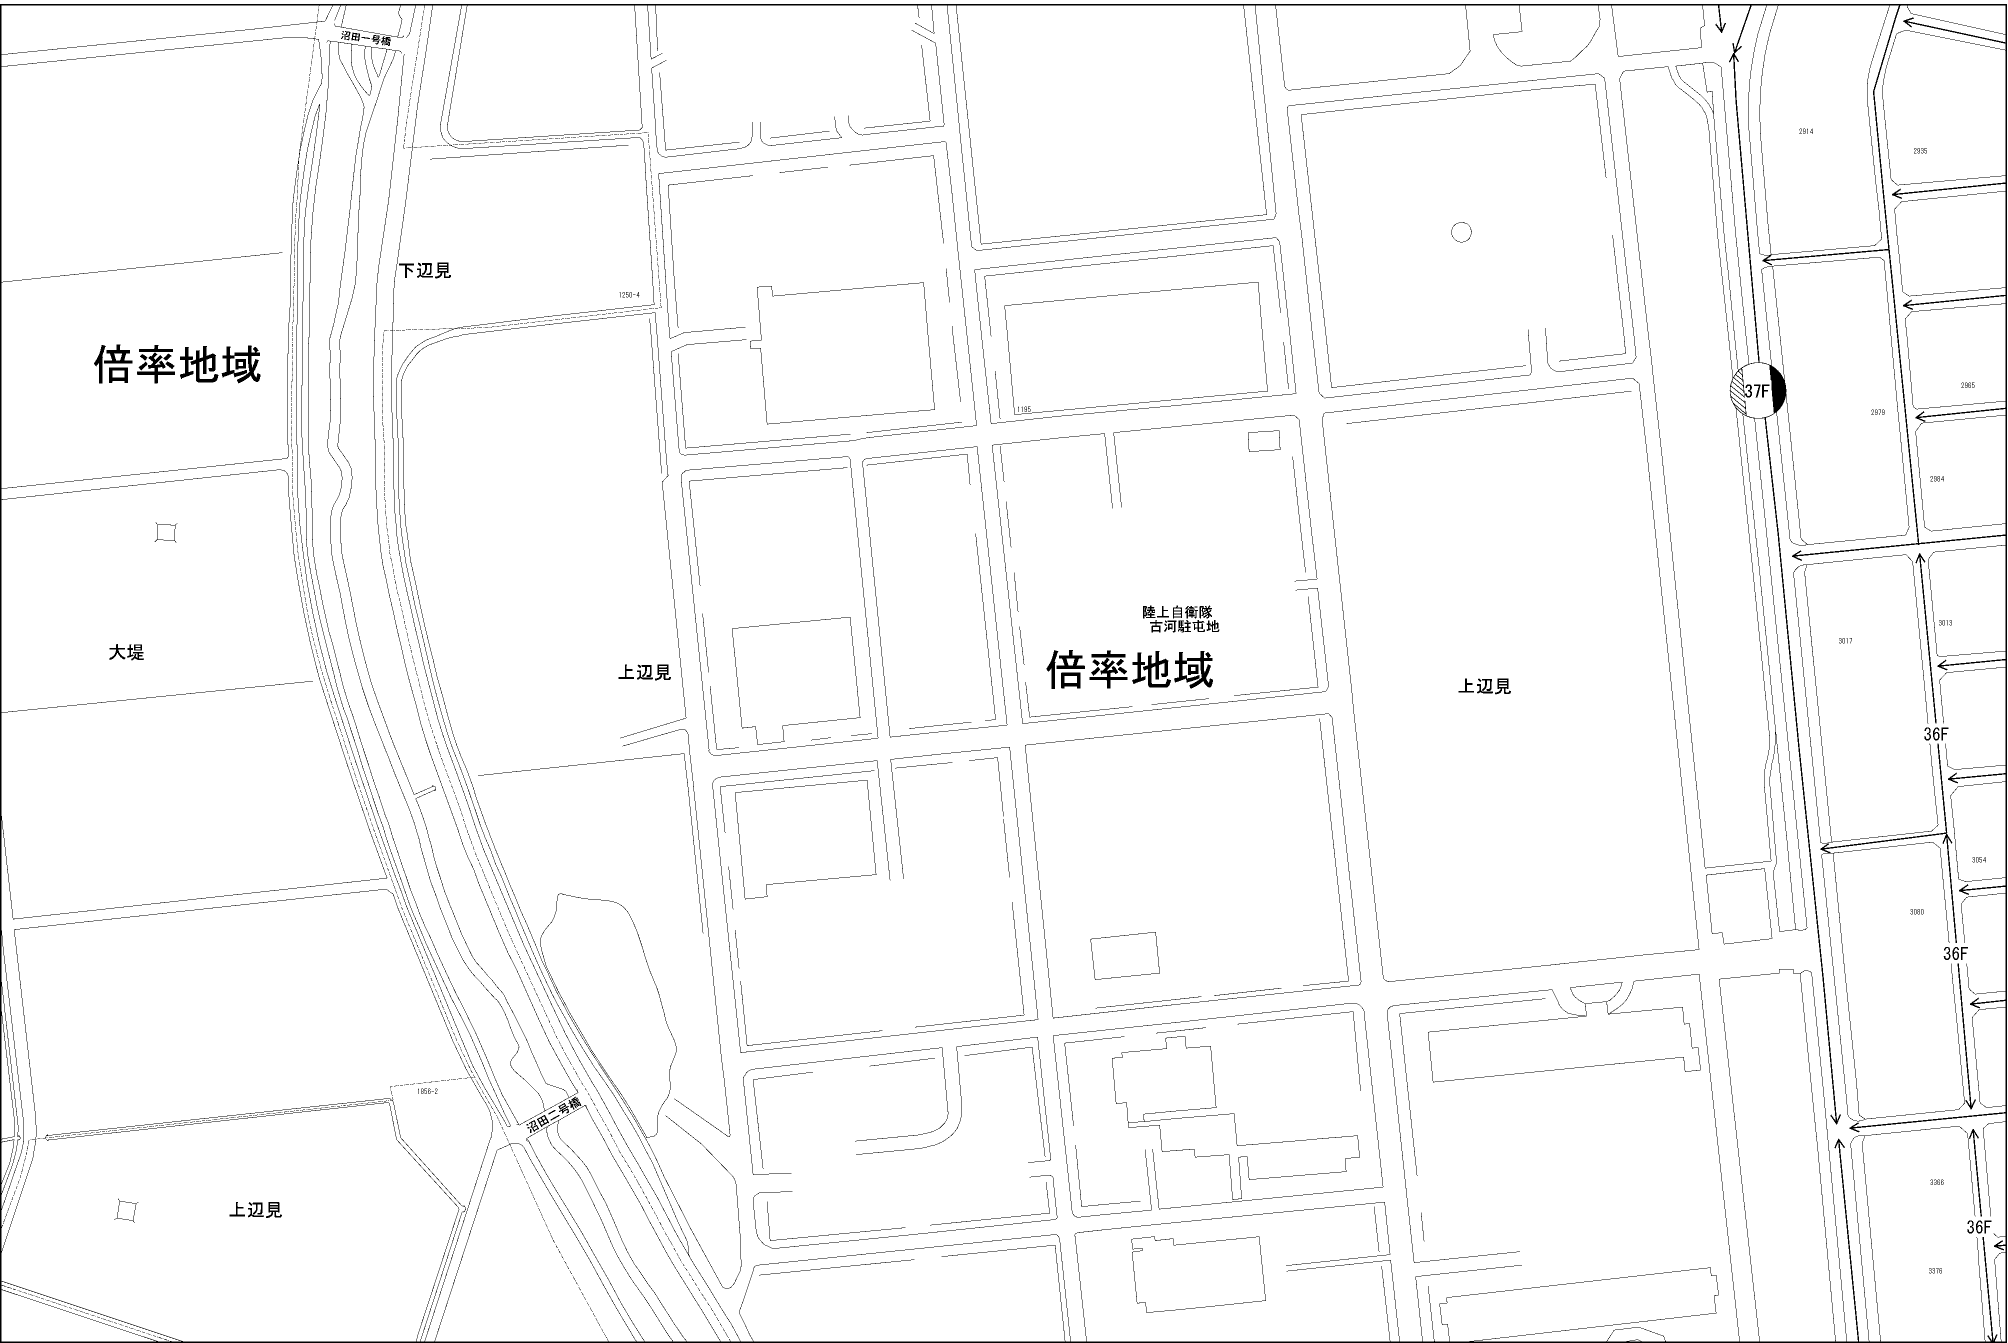 沼田一号橋
2914
2935
下辺見
1250-4
倍率地域
37F
2965
1195
2979
2984
陸上自衛隊
古河駐屯地
3013
3017
大堤
上辺見
倍率地域
上辺見
36F
3054
3080
36F
1856-2
沼田二号橋
3366
上辺見
36F
3376